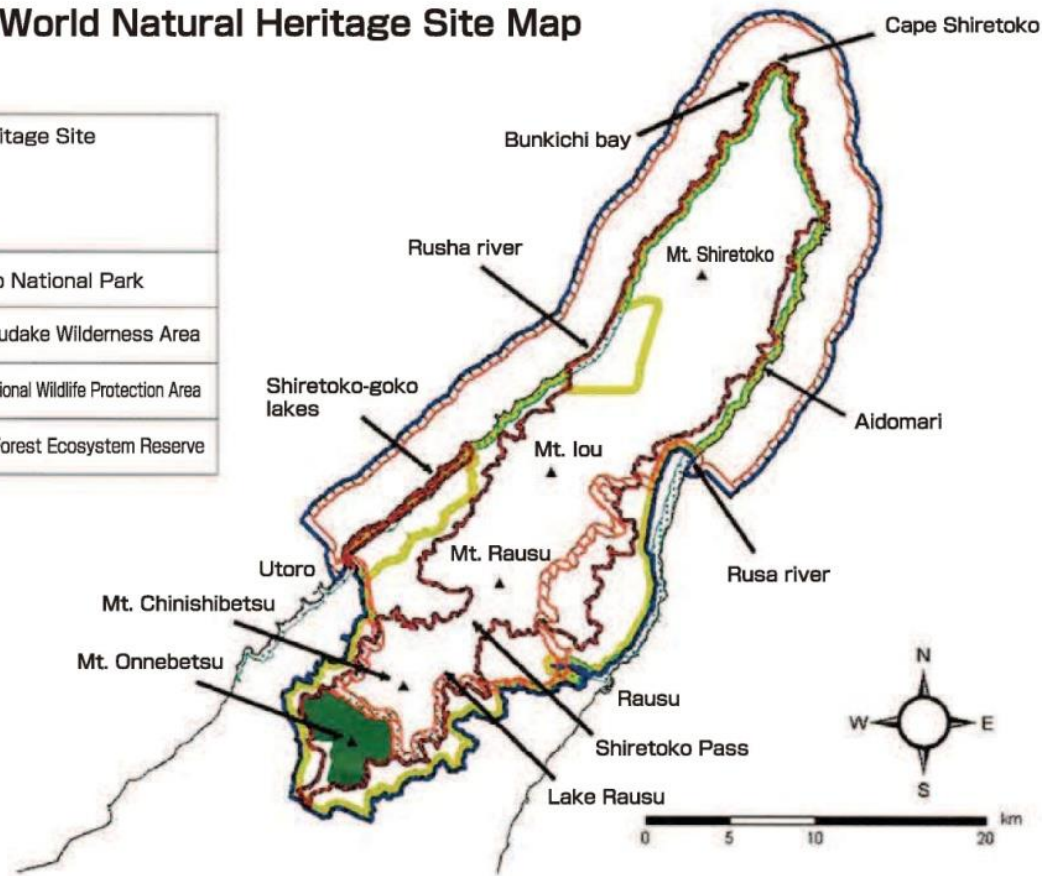 World Natural Heritage Site Map
itage Site
o National Park
udake Wilderness Area
ional Wildlife Protection Area
Forest Ecosystem Reserve
Cape Shiretoko
Bunkichi bay
Rusha river
Mt. Shiretoko
Shiretoko-goko
lakes
Aidomari
Mt. Iou
Mt. Rausu
Utoro
Rusa river
Mt. Chinishibetsu
Mt. Onnebetsu
Rausu
Shiretoko Pass
Lake Rausu
N
W
E
S
km
0
5
10
20